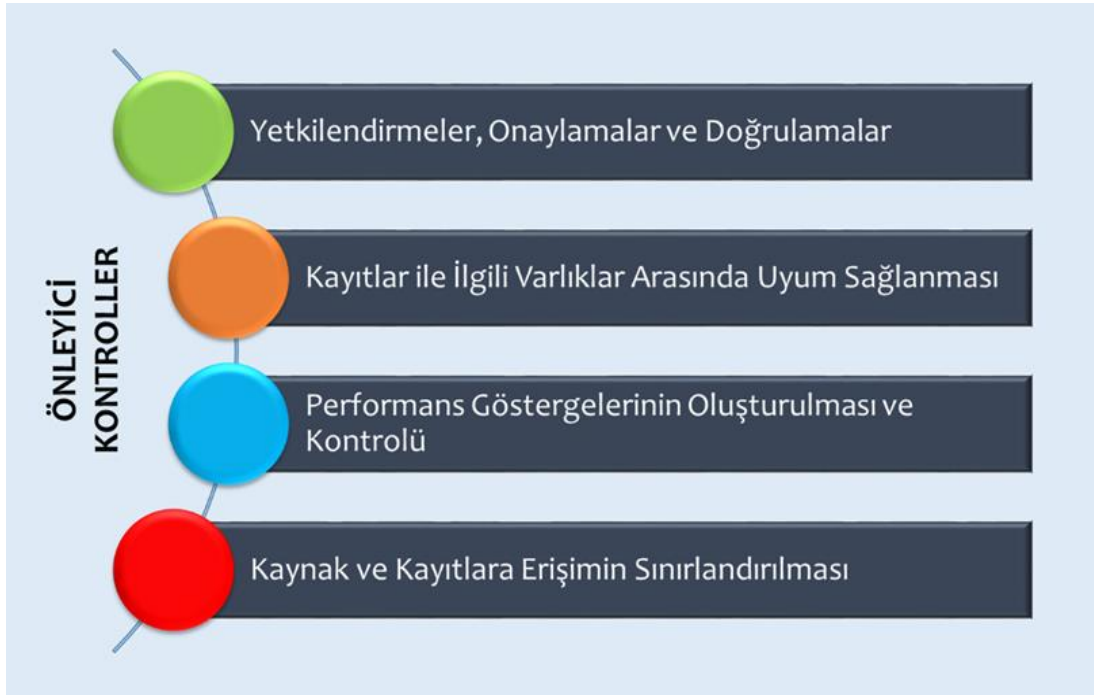 ÖNLEYİCİ
KONTROLLER
Yetkilendirmeler, Onaylamalar ve Doğrulamalar
Kayıtlar ile İlgili Varlıklar Arasında Uyum Sağlanması
Performans Göstergelerinin Oluşturulması ve
Kontrolü
Kaynak ve Kayıtlara Erişimin Sınırlandırılması